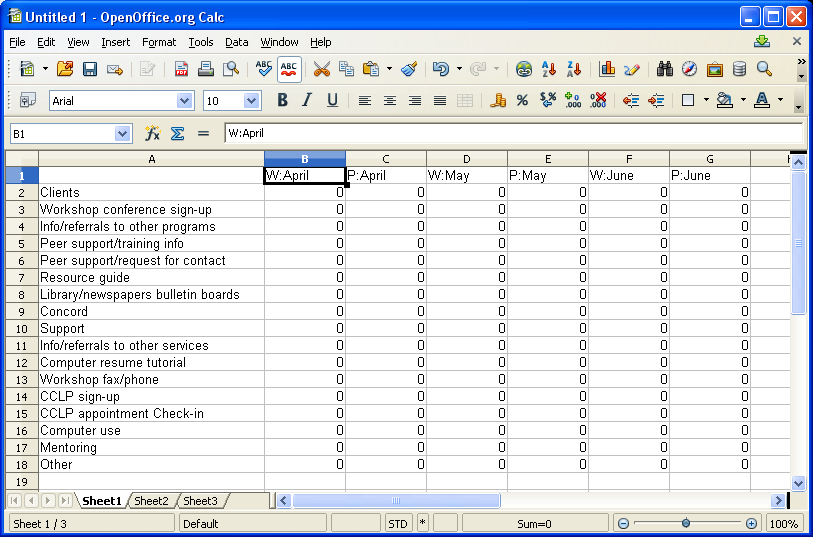 Untitled 1 - OpenOffice.org Calc
File Edit View Insert Format Tools Data Window Help
ABC ABC
Arial 10 B I U
B1 W:April
A B C D E F G
1 W:April P:April W:May P:May W:June P:June
2 Clients 0 0 0 0 0 0
3 Workshop conference sign-up 0 0 0 0 0 0
4 Info/referrals to other programs 0 0 0 0 0 0
5 Peer support/training info 0 0 0 0 0 0
6 Peer support/request for contact 0 0 0 0 0 0
7 Resource guide 0 0 0 0 0 0
8 Library/newspapers bulletin boards 0 0 0 0 0 0
9 Concord 0 0 0 0 0 0
10 Support 0 0 0 0 0 0
11 Info/referrals to other services 0 0 0 0 0 0
12 Computer resume tutorial 0 0 0 0 0 0
13 Workshop fax/phone 0 0 0 0 0 0
14 CCLP sign-up 0 0 0 0 0 0
15 CCLP appointment Check-in 0 0 0 0 0 0
16 Computer use 0 0 0 0 0 0
17 Mentoring 0 0 0 0 0 0
18 Other 0 0 0 0 0 0
19
Sheet1 Sheet2 Sheet3
Sheet 1 / 3 Default STD * Sum=0 100%